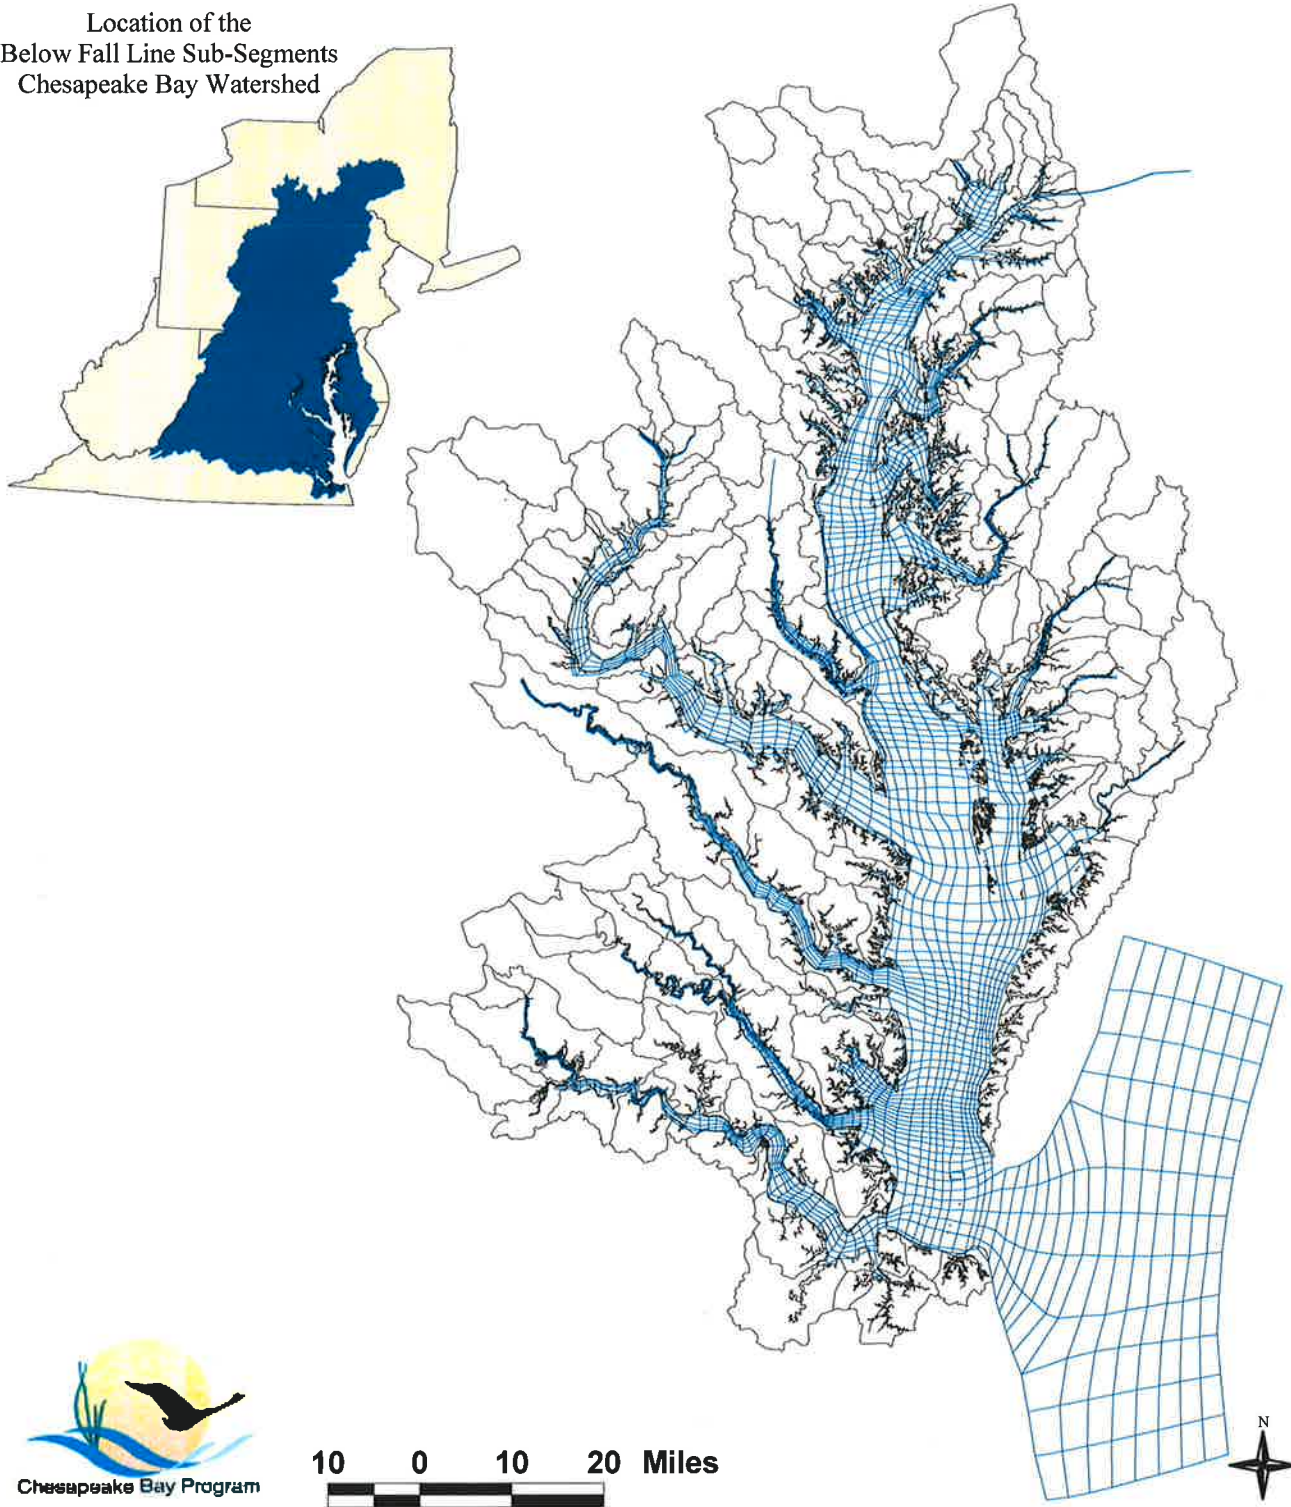 Location of the
Below Fall Line Sub-Segments
Chesapeake Bay Watershed
Chesapeake Bay Program
10 0 10 20 Miles
N